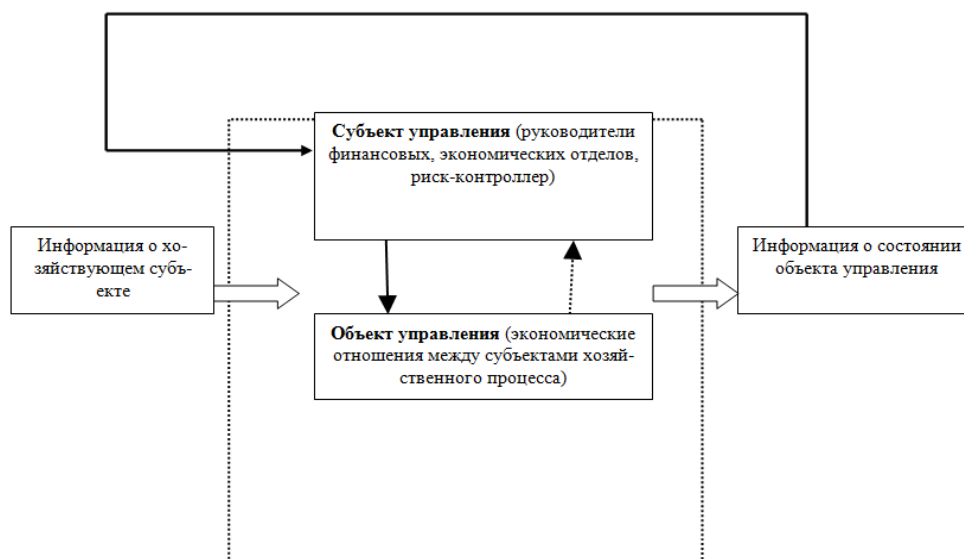 Субъект управления (руководители
финансовых, экономических отделов,
риск-контроллер)
Информация о хо-
зяйствующем субъ-
екте
Информация о состоянии
объекта управления
Объект управления (экономические
отношения между субъектами хозяй-
ственного процесса)